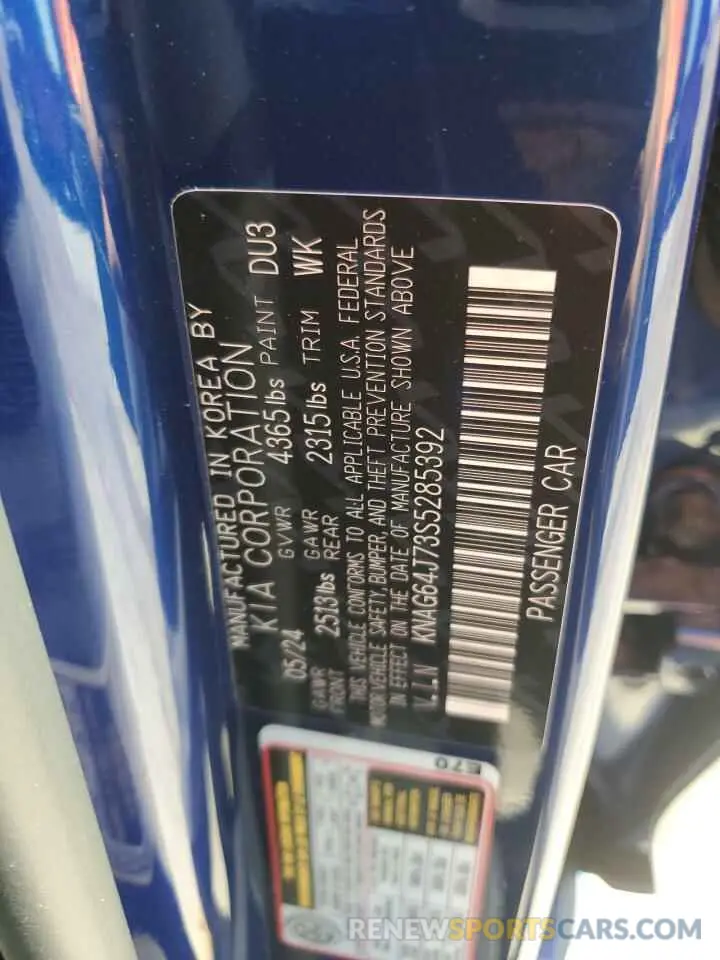 MANUFACTURED IN KOREA BY
KIA CORPORATION
05/24 GVWR 4365lbs PAINT DU3
GAWR FRONT 2513lbs GAWR REAR 2315lbs TRIM WK
THIS VEHICLE CONFORMS TO ALL APPLICABLE U.S.A. FEDERAL
MOTOR VEHICLE SAFETY, BUMPER, AND THEFT PREVENTION STANDARDS
IN EFFECT ON THE DATE OF MANUFACTURE SHOWN ABOVE
V.I.N KNAG64J73S5285392
PASSENGER CAR
E70
RENEWSPORTSCARS.COM